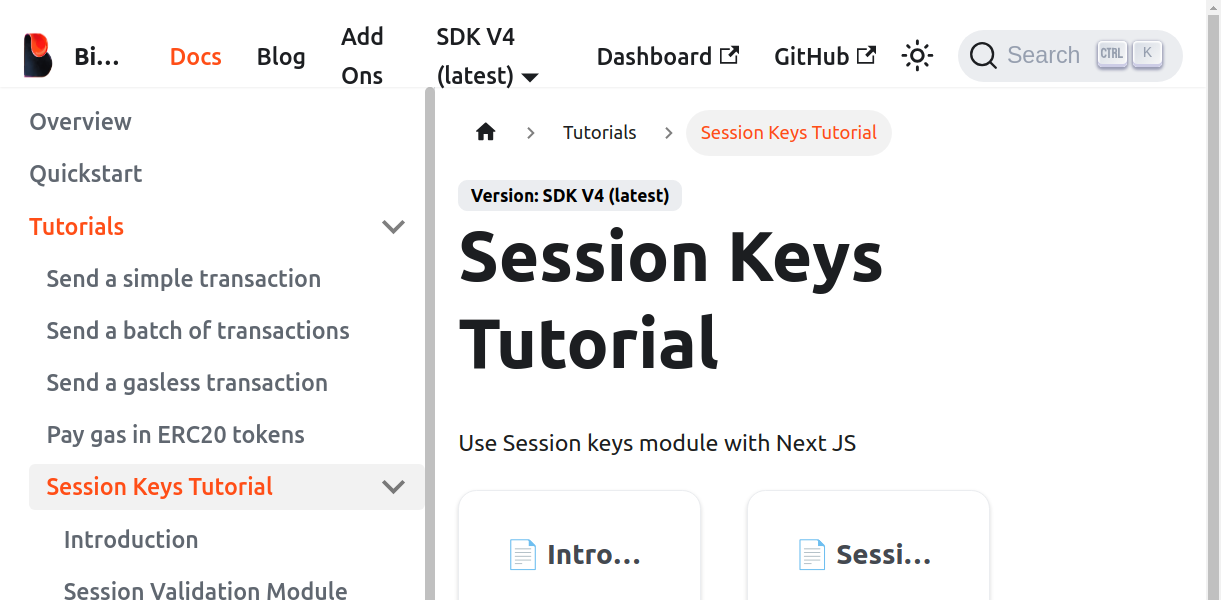 Bi...
Docs
Blog
Add
Ons
SDK V4
(latest)
Dashboard
GitHub
Search
CTRL
K
Overview
Quickstart
Tutorials
Send a simple transaction
Send a batch of transactions
Send a gasless transaction
Pay gas in ERC20 tokens
Session Keys Tutorial
Introduction
Session Validation Module
Tutorials
Session Keys Tutorial
Version: SDK V4 (latest)
Session Keys
Tutorial
Use Session keys module with Next JS
Intro...
Sessi...